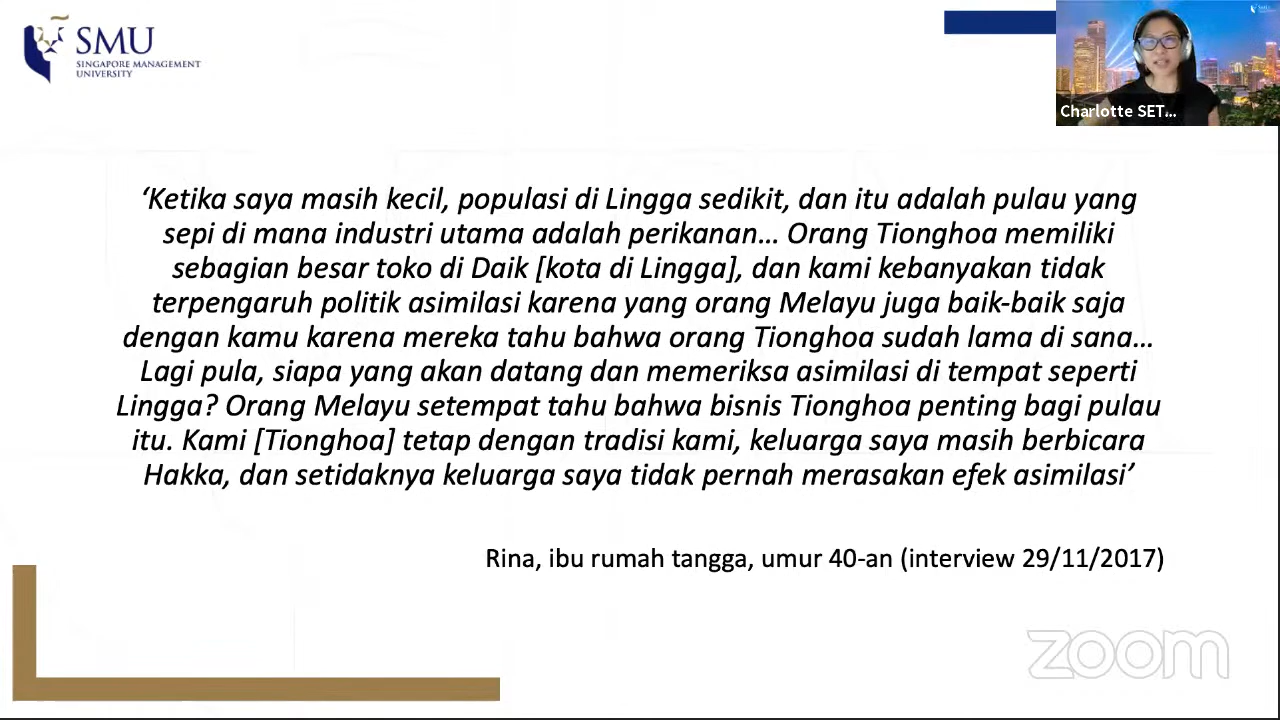 SMU
SINGAPORE MANAGEMENT
UNIVERSITY
Charlotte SET...
‘Ketika saya masih kecil, populasi di Lingga sedikit, dan itu adalah pulau yang
sepi di mana industri utama adalah perikanan… Orang Tionghoa memiliki
sebagian besar toko di Daik [kota di Lingga], dan kami kebanyakan tidak
terpengaruh politik asimilasi karena yang orang Melayu juga baik-baik saja
dengan kamu karena mereka tahu bahwa orang Tionghoa sudah lama di sana…
Lagi pula, siapa yang akan datang dan memeriksa asimilasi di tempat seperti
Lingga? Orang Melayu setempat tahu bahwa bisnis Tionghoa penting bagi pulau
itu. Kami [Tionghoa] tetap dengan tradisi kami, keluarga saya masih berbicara
Hakka, dan setidaknya keluarga saya tidak pernah merasakan efek asimilasi’
Rina, ibu rumah tangga, umur 40-an (interview 29/11/2017)
zoom